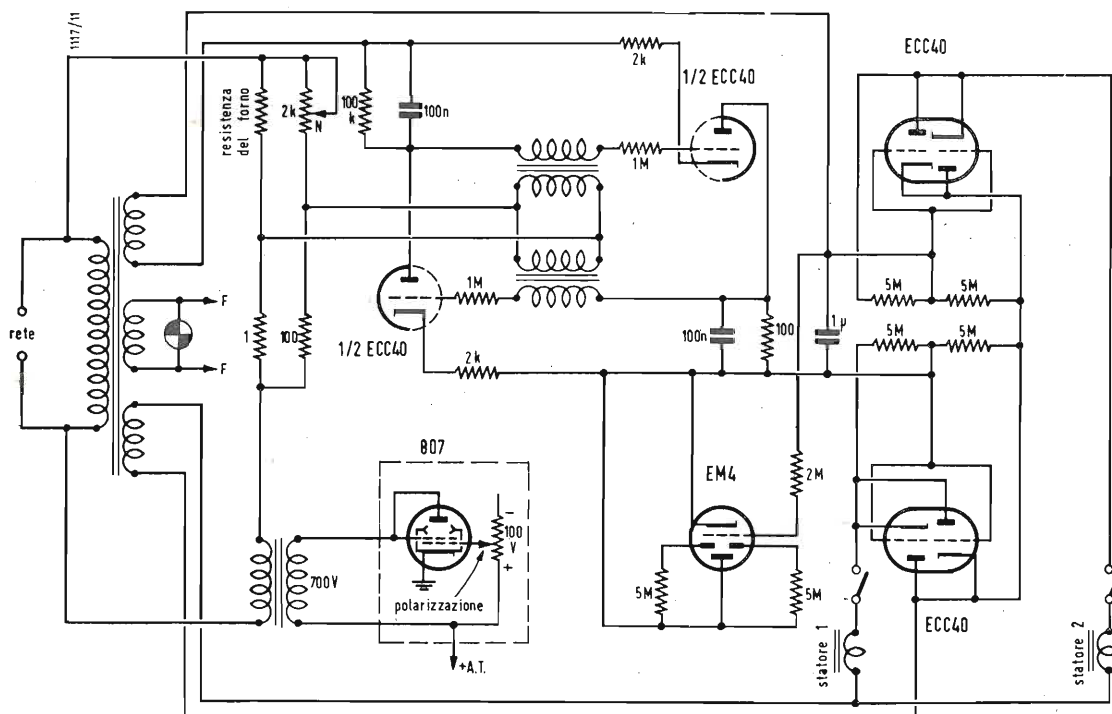 1117/11
ECC40
2k
1/2 ECC40
resistenza
del forno
2k
N
100
k
100n
1M
rete
F
F
1
100
1M
1/2 ECC40
2k
100n
100
1µ
5M
5M
5M
5M
807
EM4
2M
700V
-
100
V
+
polarizzazione
+A.T.
5M
5M
ECC40
statore 1
statore 2